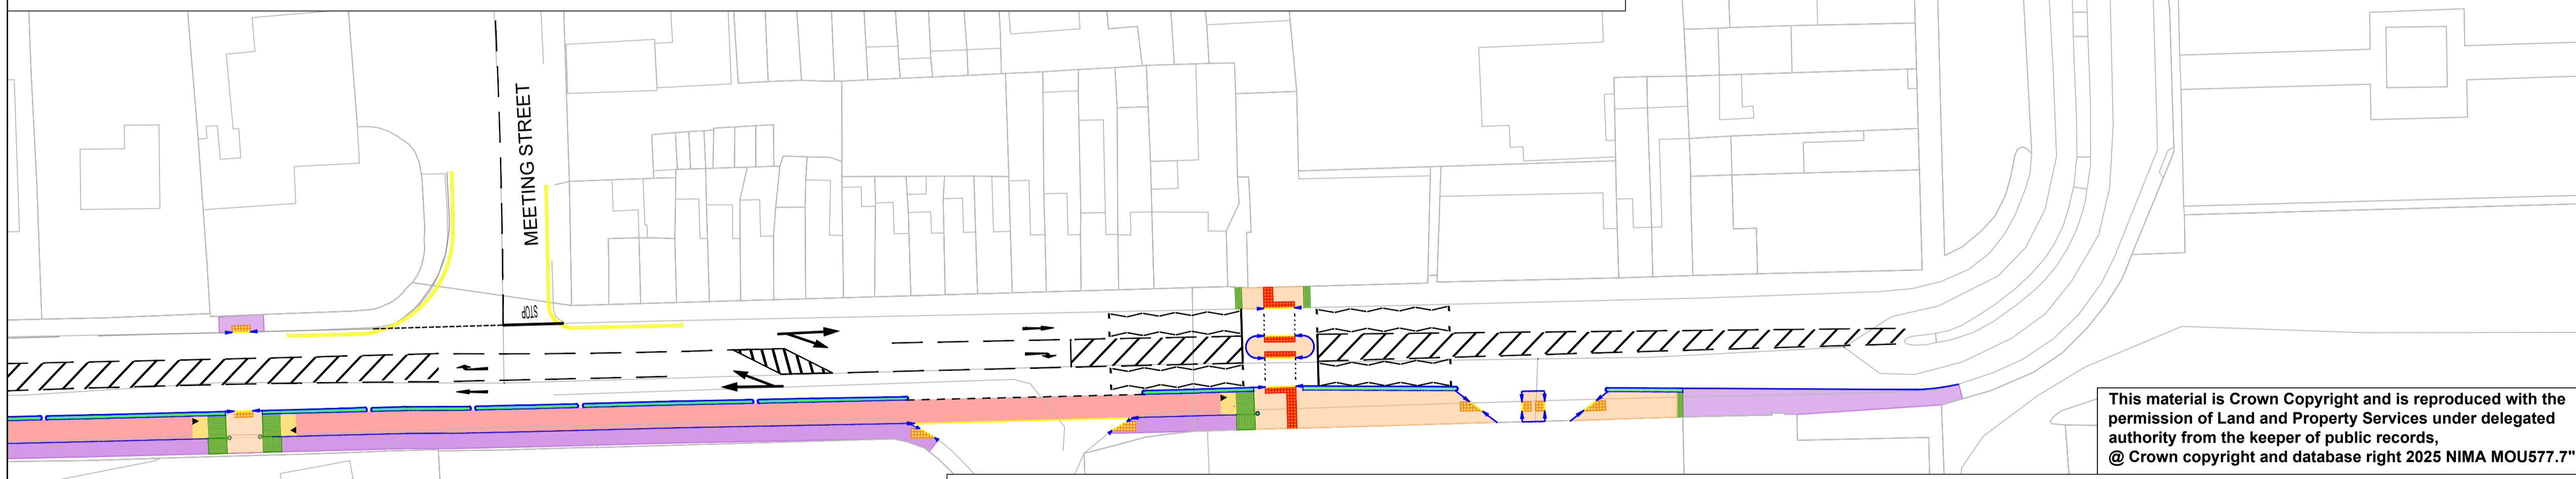 MEETING STREET
STOP
This material is Crown Copyright and is reproduced with the
permission of Land and Property Services under delegated
authority from the keeper of public records,
@ Crown copyright and database right 2025 NIMA MOU577.7"